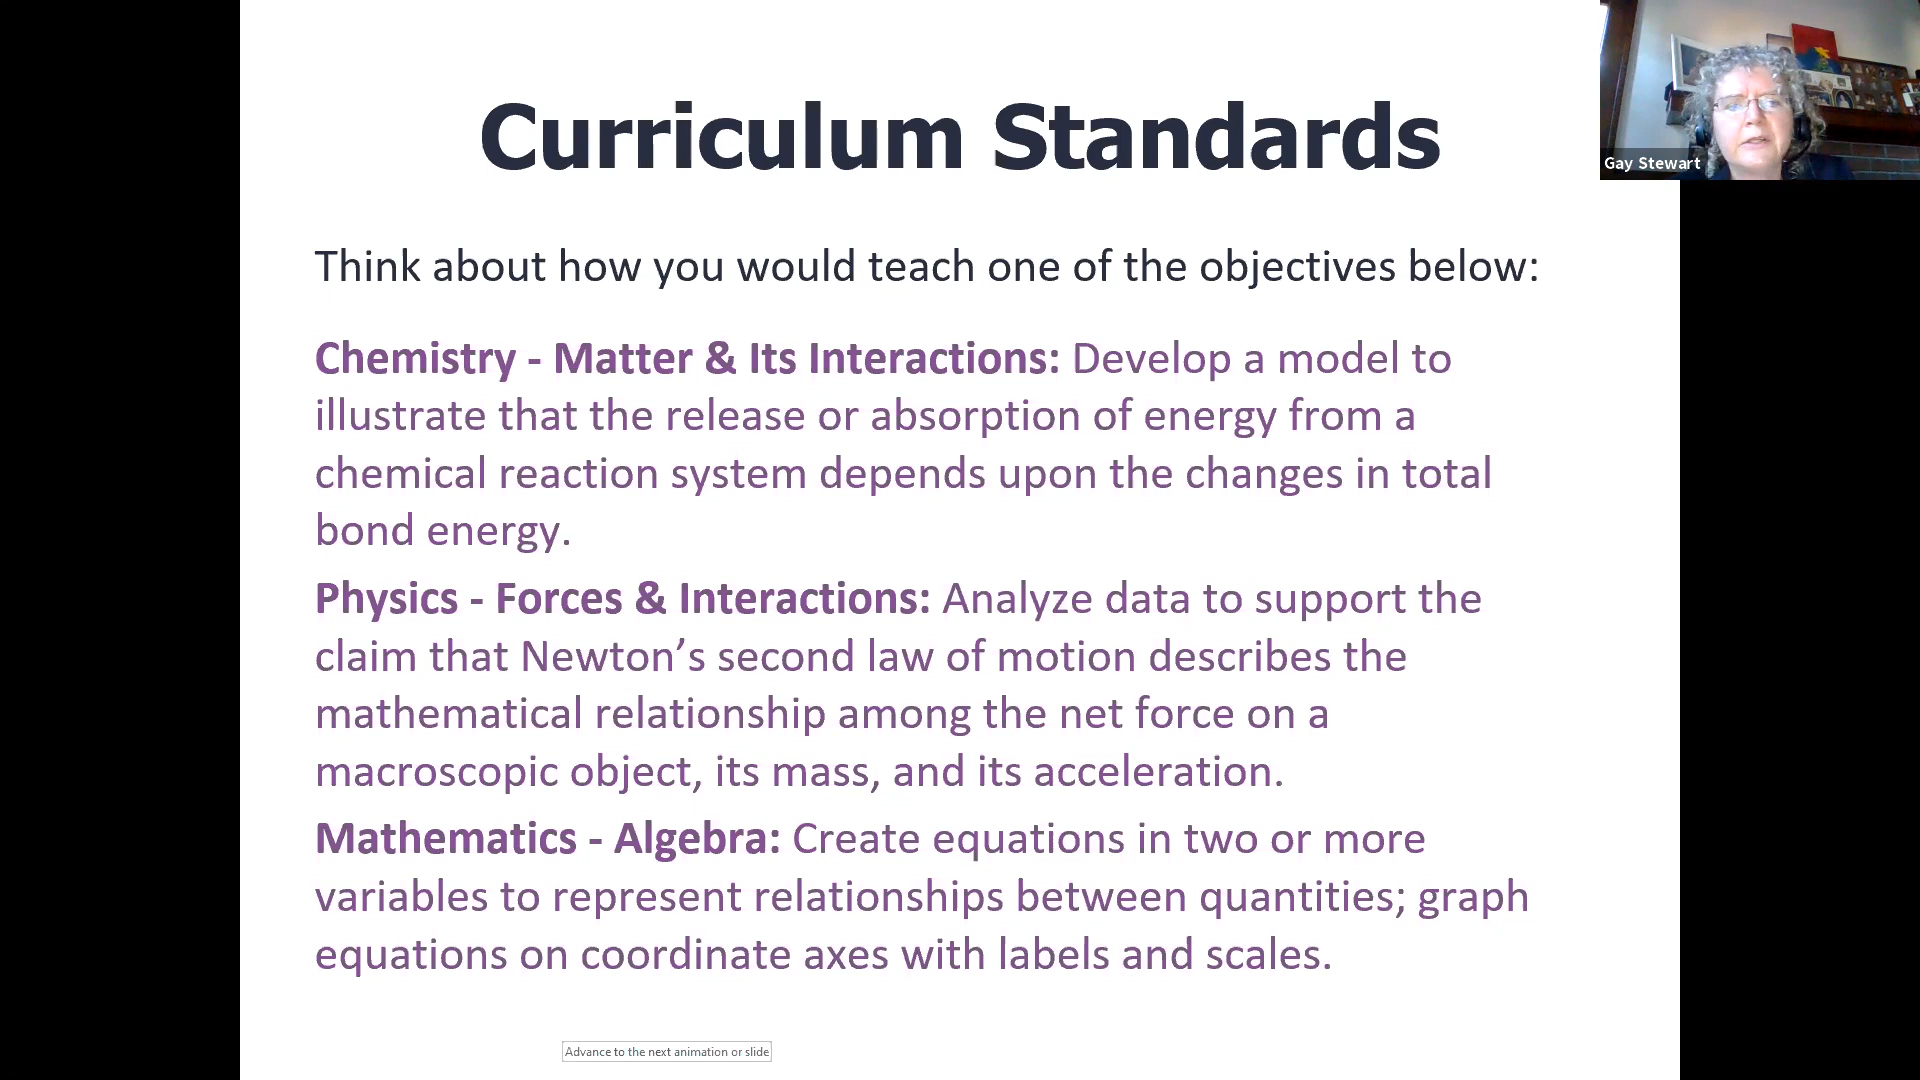 Curriculum Standards
Gay Stewart
Think about how you would teach one of the objectives below:
Chemistry - Matter & Its Interactions: Develop a model to
illustrate that the release or absorption of energy from a
chemical reaction system depends upon the changes in total
bond energy.
Physics - Forces & Interactions: Analyze data to support the
claim that Newton’s second law of motion describes the
mathematical relationship among the net force on a
macroscopic object, its mass, and its acceleration.
Mathematics - Algebra: Create equations in two or more
variables to represent relationships between quantities; graph
equations on coordinate axes with labels and scales.
Advance to the next animation or slide